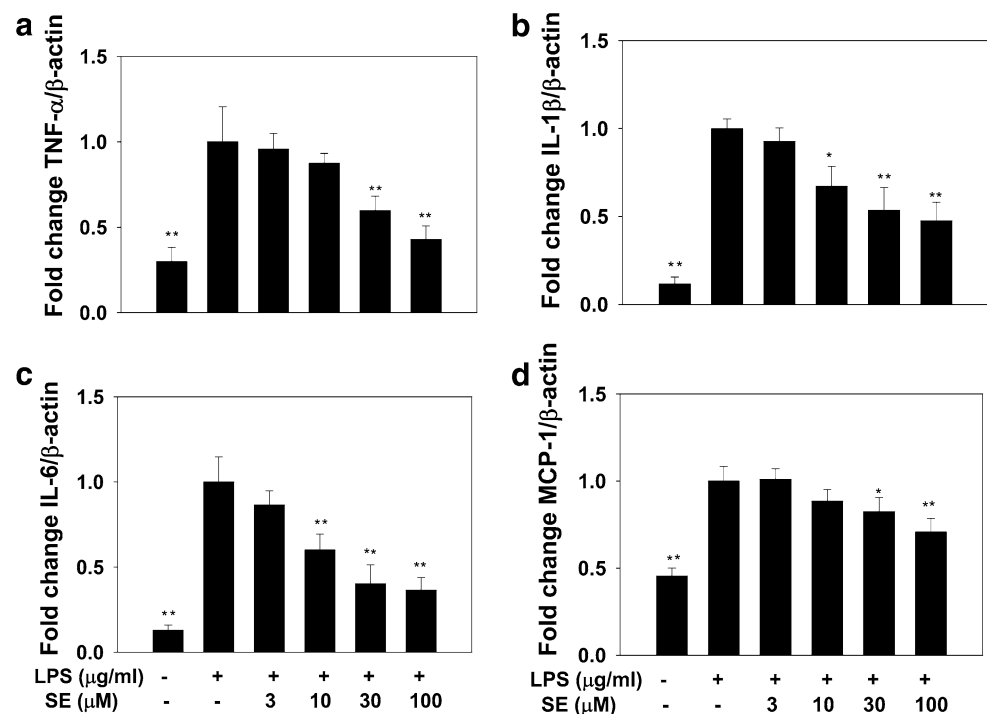 a
Fold change TNF-α/β-actin
1.5
1.0
0.5
0.0
**
**
**
b
Fold change IL-1β/β-actin
1.5
1.0
0.5
0.0
**
*
**
**
c
Fold change IL-6/β-actin
1.5
1.0
0.5
0.0
**
**
**
**
LPS (μg/ml) - + + + + +
SE (μM) - - 3 10 30 100
d
Fold change MCP-1/β-actin
1.5
1.0
0.5
0.0
**
*
**
LPS (μg/ml) - + + + + +
SE (μM) - - 3 10 30 100